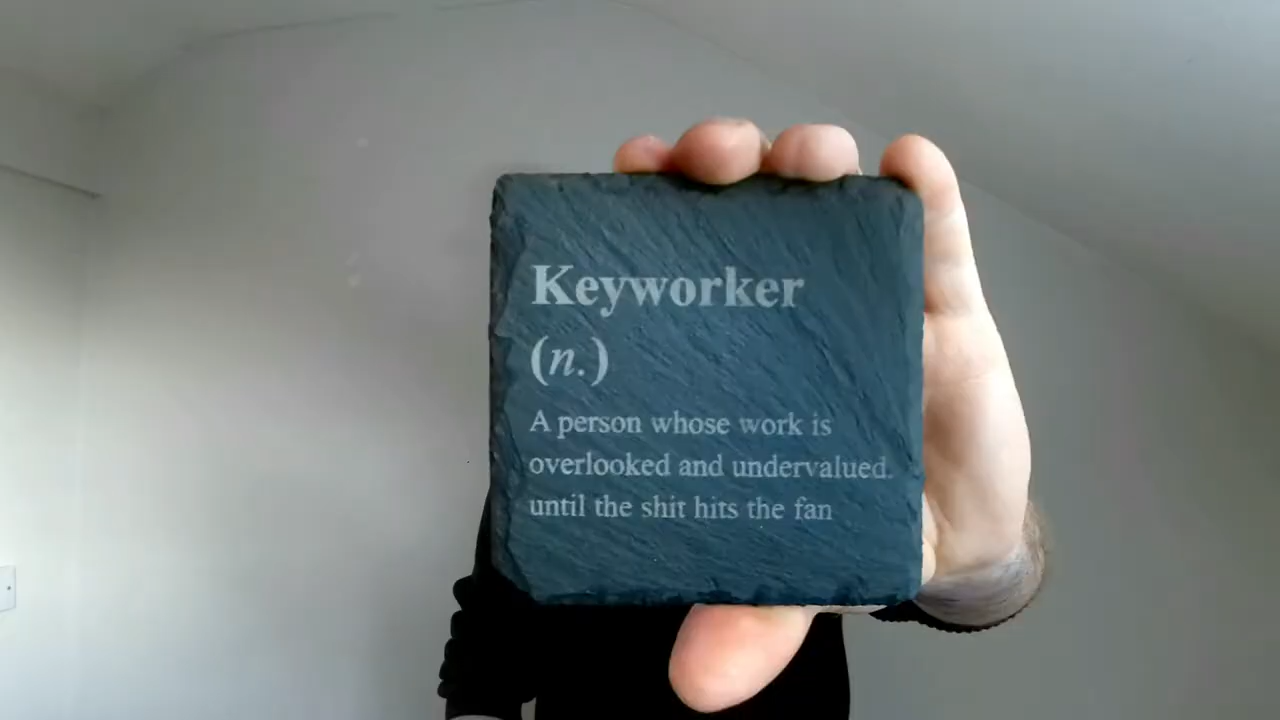 Keyworker
(n.)
A person whose work is
overlooked and undervalued.
until the shit hits the fan